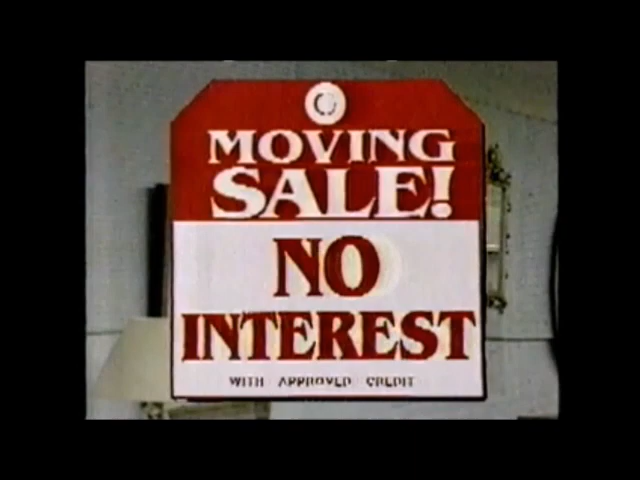 MOVING
SALE!
NO
INTEREST
WITH APPROVED CREDIT